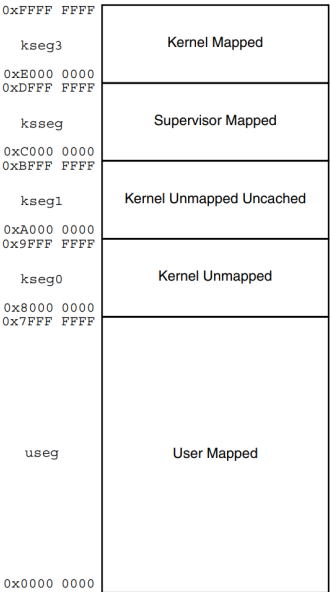 0xFFFF FFFF
kseg3
Kernel Mapped
0xE000 0000
0xDFFF FFFF
ksseg
Supervisor Mapped
0xC000 0000
0xBFFF FFFF
kseg1
Kernel Unmapped Uncached
0xA000 0000
0x9FFF FFFF
kseg0
Kernel Unmapped
0x8000 0000
0x7FFF FFFF
useg
User Mapped
0x0000 0000